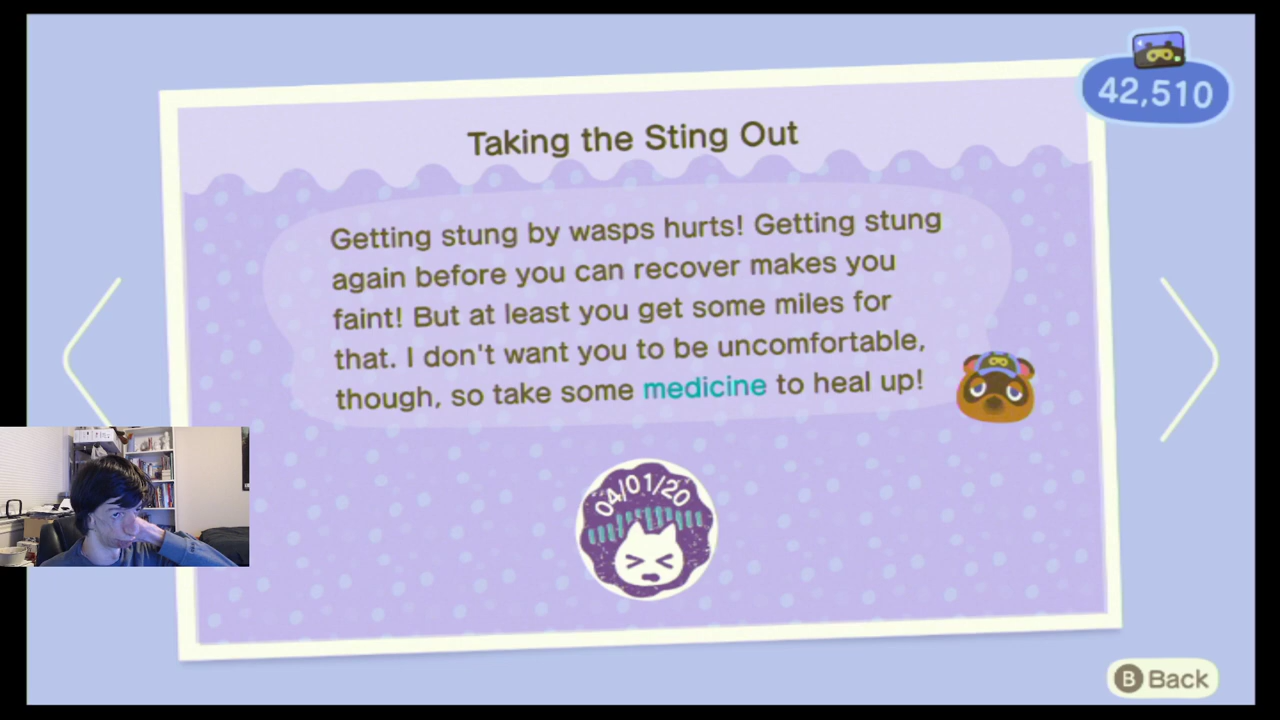 42,510
Taking the Sting Out
Getting stung by wasps hurts! Getting stung
again before you can recover makes you
faint! But at least you get some miles for
that. I don't want you to be uncomfortable,
though, so take some medicine to heal up!
04/01/20
B Back